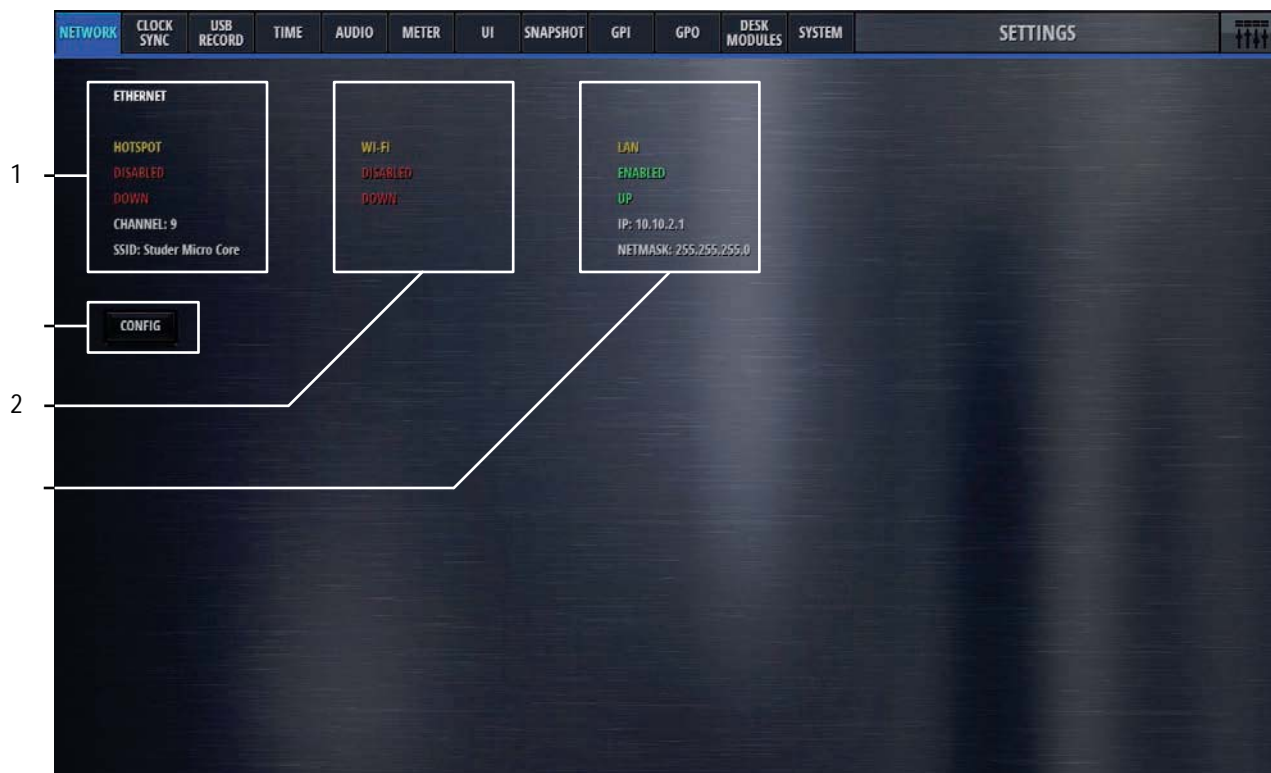 NETWORK CLOCK SYNC USB RECORD TIME AUDIO METER UI SNAPSHOT GPI GPO DESK MODULES SYSTEM SETTINGS
ETHERNET
HOTSPOT WI-FI LAN
1 DISABLED DISABLED ENABLED
DOWN DOWN UP
CHANNEL: 9 IP: 10.10.2.1
SSID: Studer Micro Core NETMASK: 255.255.255.0
CONFIG
2